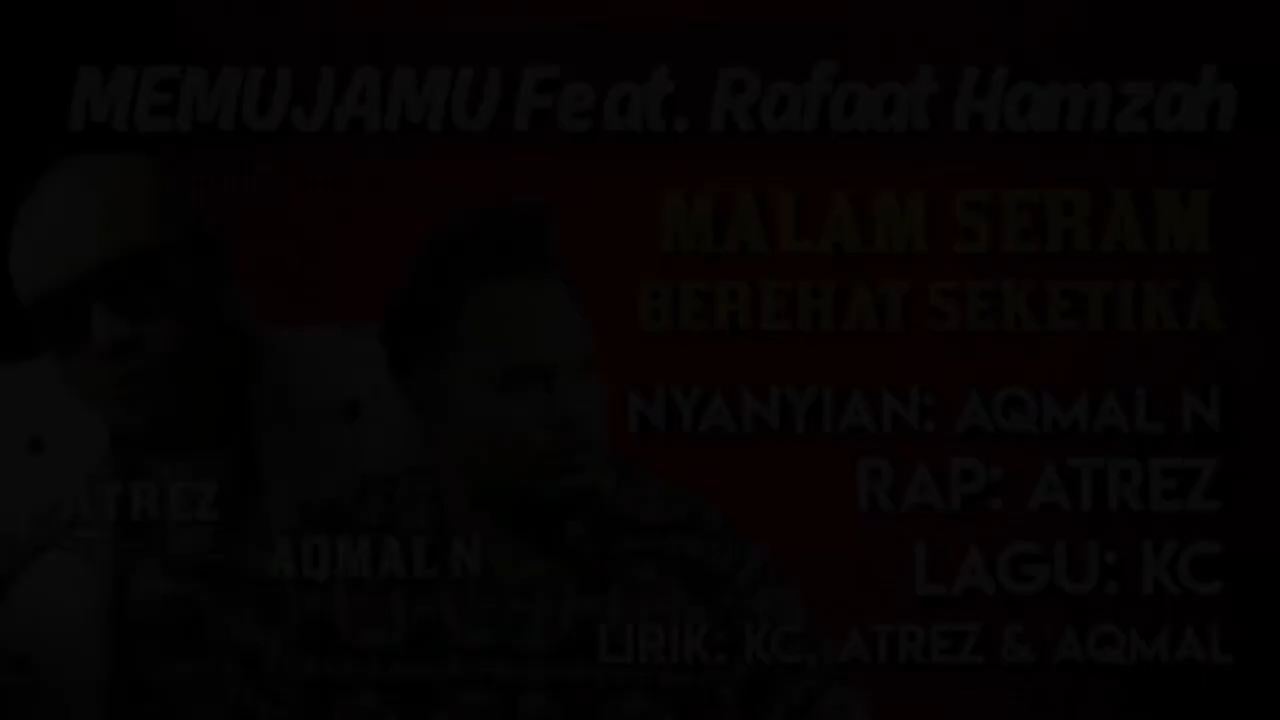 MEMUJAMU Feat. Rafaat Hamzah
MALAM SERAM
BEREHAT SEKETIKA
NYANYIAN: AQMAL N
RAP: ATREZ
LAGU: KC
LIRIK: KC, ATREZ & AQMAL
ATREZ
AQMAL N